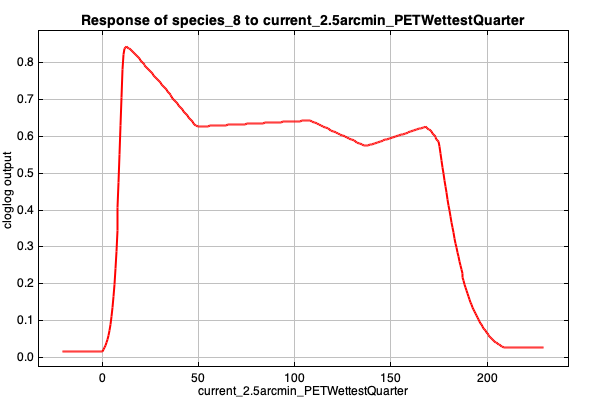 Response of species_8 to current_2.5arcmin_PETWettestQuarter
cloglog output
0.8
0.7
0.6
0.5
0.4
0.3
0.2
0.1
0.0
0 50 100 150 200
current_2.5arcmin_PETWettestQuarter